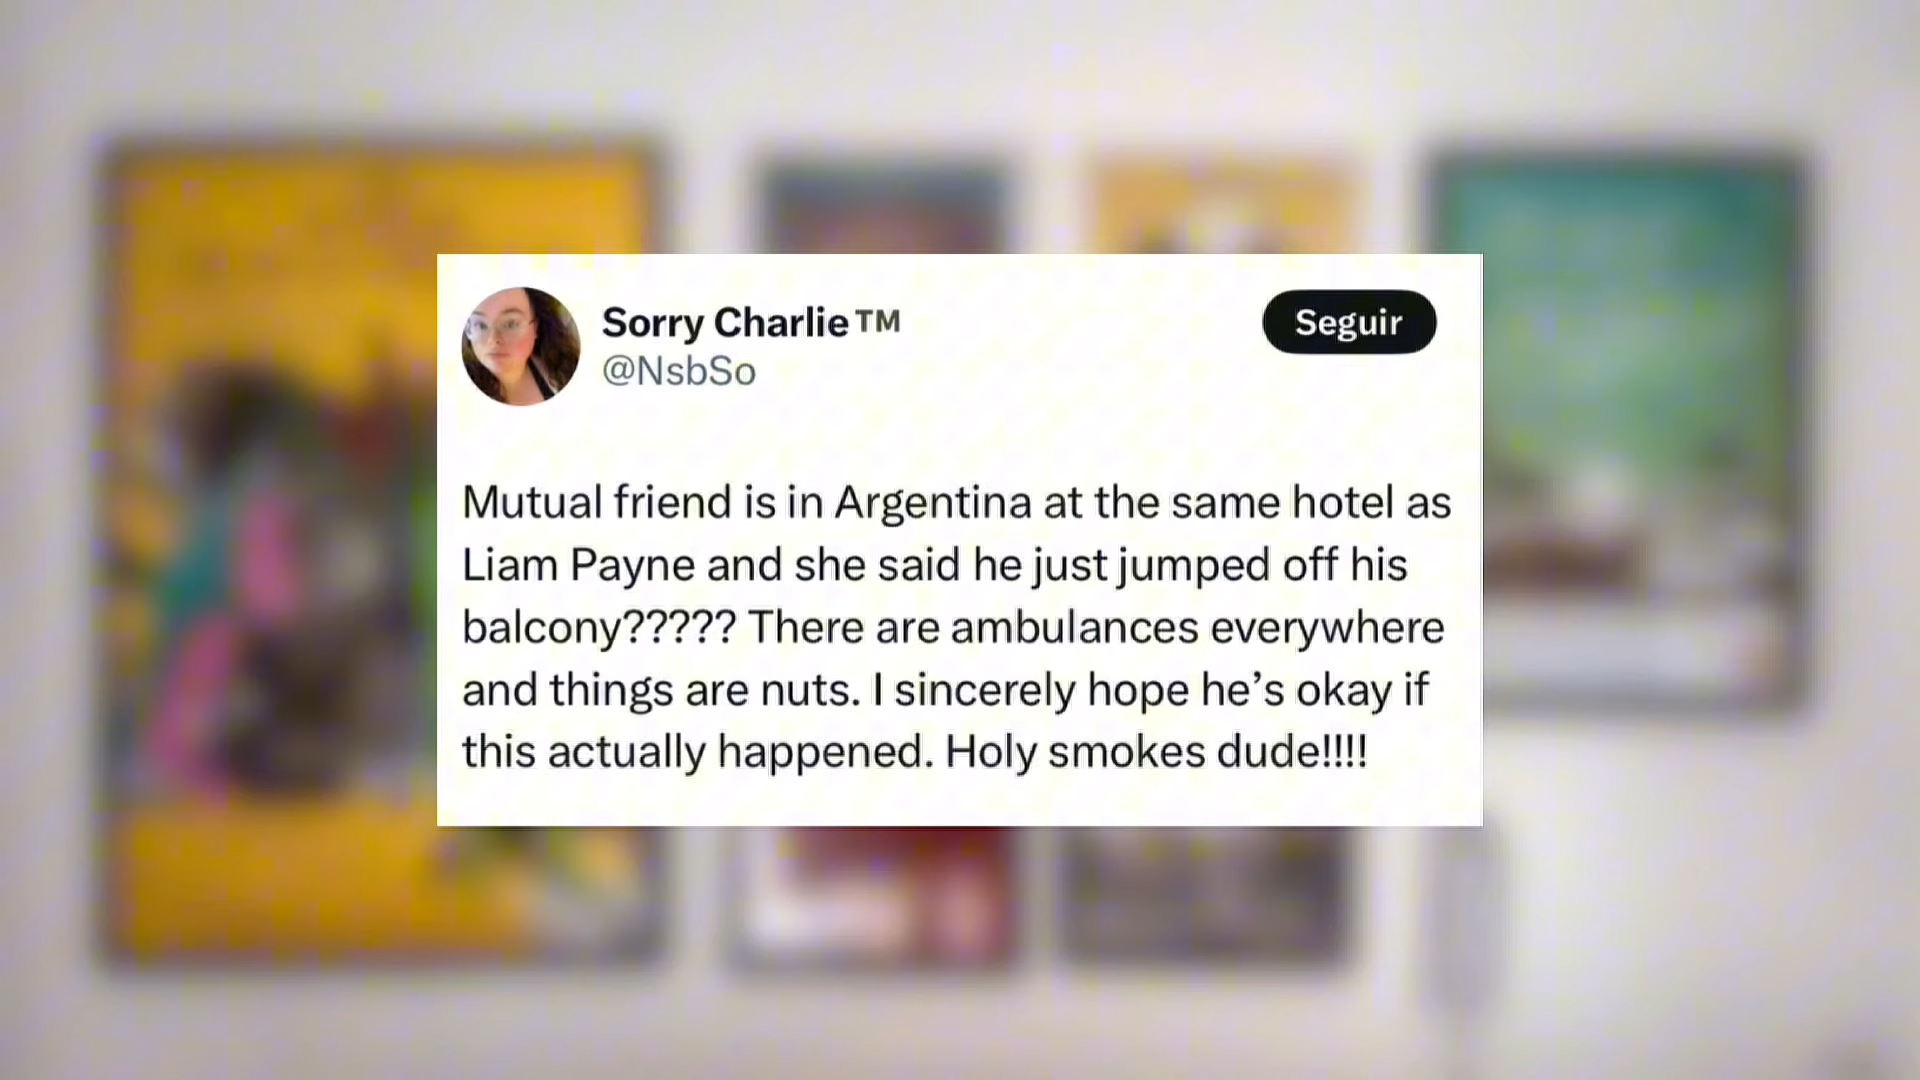 Sorry Charlie™
@NsbSo
Seguir
Mutual friend is in Argentina at the same hotel as
Liam Payne and she said he just jumped off his
balcony????? There are ambulances everywhere
and things are nuts. I sincerely hope he’s okay if
this actually happened. Holy smokes dude!!!!